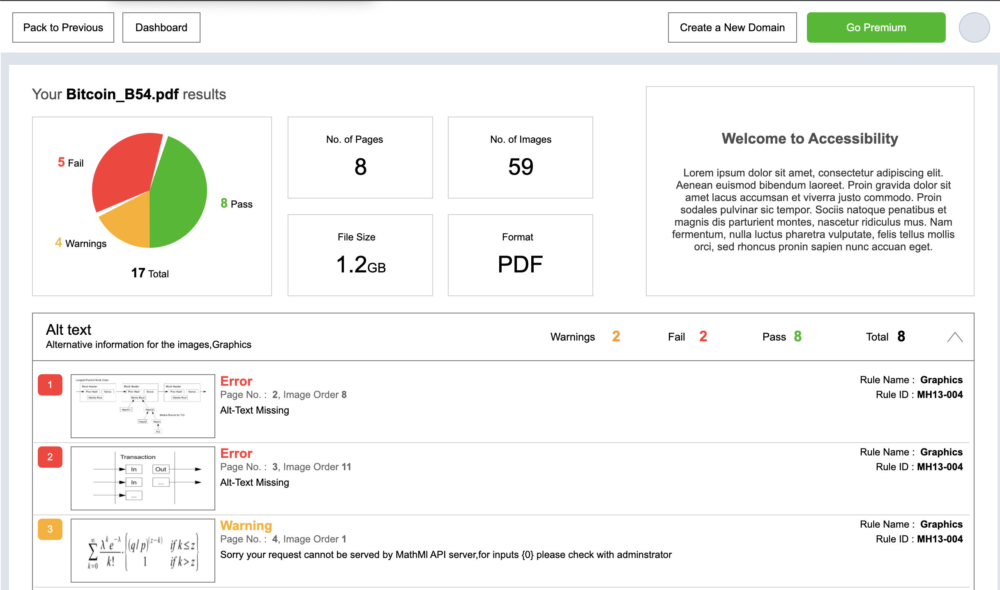 Pack to Previous
Dashboard
Create a New Domain
Go Premium
Your Bitcoin_B54.pdf results
5 Fail
8 Pass
4 Warnings
17 Total
No. of Pages
8
No. of Images
59
File Size
1.2GB
Format
PDF
Welcome to Accessibility
Lorem ipsum dolor sit amet, consectetur adipiscing elit.
Aenean euismod bibendum laoreet. Proin gravida dolor sit
amet lacus accumsan et viverra justo commodo. Proin
sodales pulvinar sic tempor. Sociis natoque penatibus et
magnis dis parturient montes, nascetur ridiculus mus. Nam
fermentum, nulla luctus pharetra vulputate, felis tellus mollis
orci, sed rhoncus pronin sapien nunc accuan eget.
Alt text
Alternative information for the images,Graphics
Warnings 2
Fail 2
Pass 8
Total 8
1
Longest Proof-of-Work Chain
Block Header Block Header Block Header
Prev Hash Nonce Prev Hash Nonce Prev Hash Nonce
Merkle Root Merkle Root Merkle Root
Hash01 Hash23
Merkle Branch for Tx3
Hash2 Hash3
Tx3
Error
Page No. : 2, Image Order 8
Alt-Text Missing
Rule Name : Graphics
Rule ID : MH13-004
2
Transaction
In Out
In ...
...
Error
Page No. : 3, Image Order 11
Alt-Text Missing
Rule Name : Graphics
Rule ID : MH13-004
3
∑ k=0 ∞ λ^k e^−λ / k! · { (q/p)^(z−k) if k≤z
1 if k>z }
Warning
Page No. : 4, Image Order 1
Sorry your request cannot be served by MathMl API server,for inputs {0} please check with adminstrator
Rule Name : Graphics
Rule ID : MH13-004